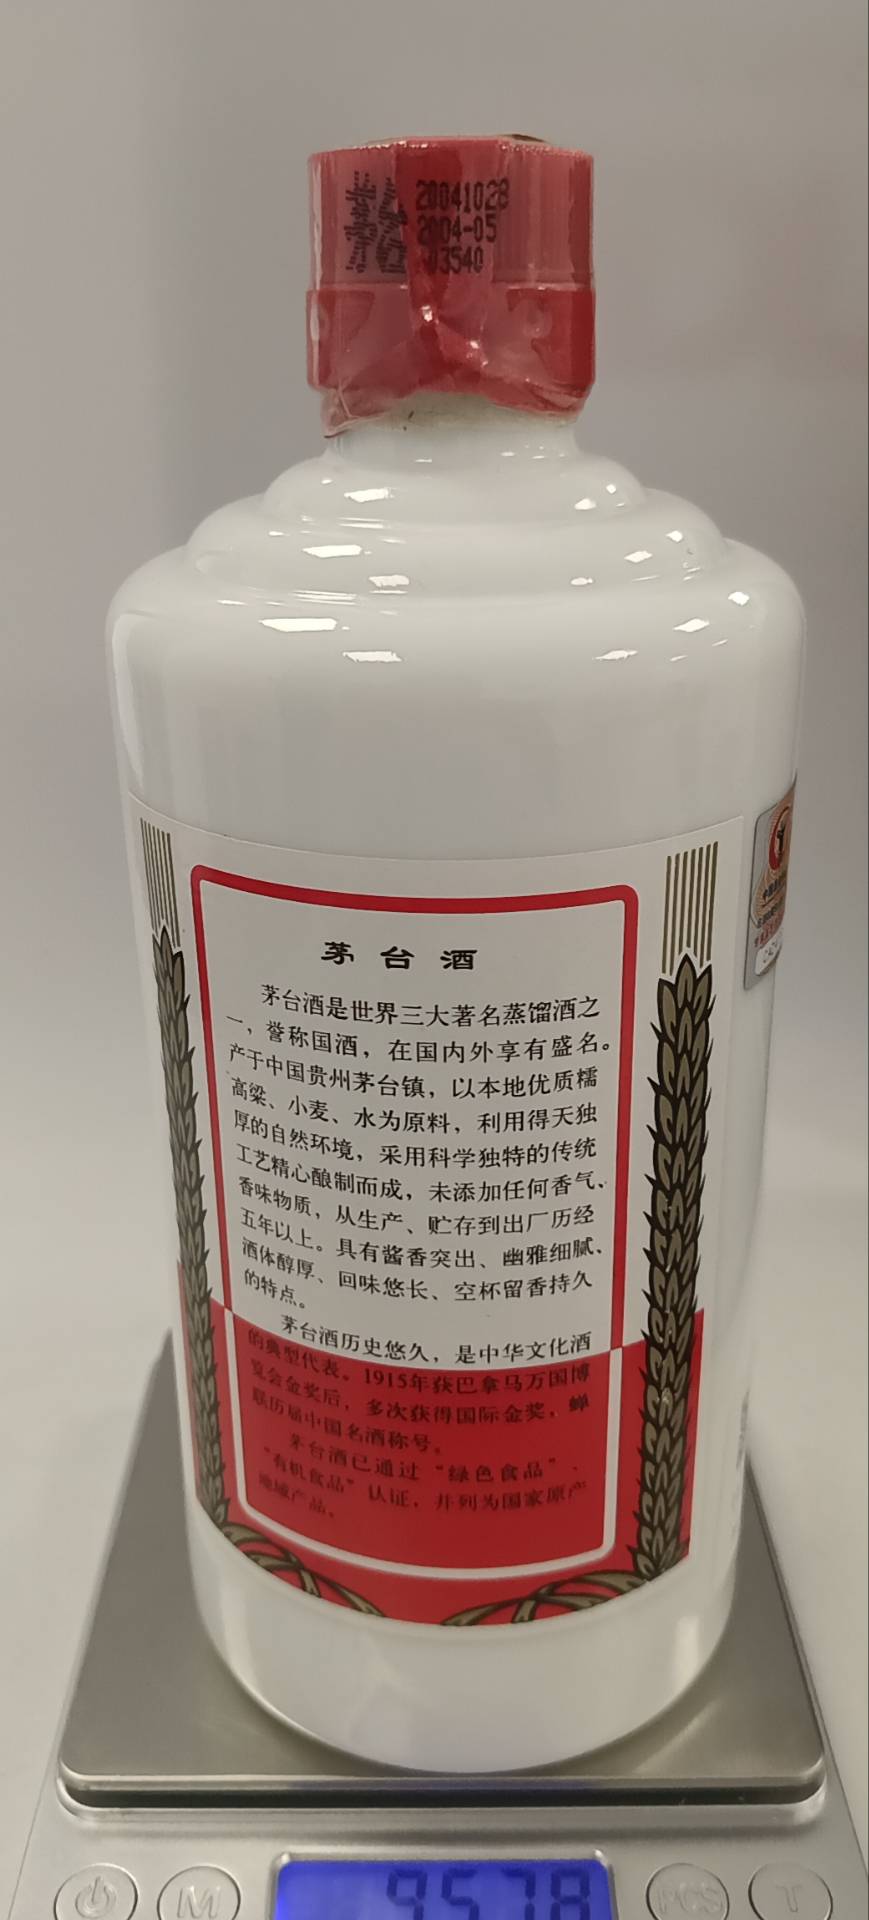 20041028
2004-05
03540
茅台酒
茅台酒是世界三大著名蒸馏酒之
一，誉称国酒，在国内外享有盛名。
产于中国贵州茅台镇，以本地优质糯
高粱、小麦、水为原料，利用得天独
厚的自然环境，采用科学独特的传统
工艺精心酿制而成，未添加任何香气、
香味物质，从生产、贮存到出厂历经
五年以上。具有酱香突出、幽雅细腻、
酒体醇厚、回味悠长、空杯留香持久
的特点。
茅台酒历史悠久，是中华文化酒
的典型代表。1915年获巴拿马万国博
览会金奖后，多次获得国际金奖，蝉
联历届中国名酒称号。
茅台酒已通过“绿色食品”、
“有机食品”认证，并列为国家原产
地域产品。
M
PCS
T